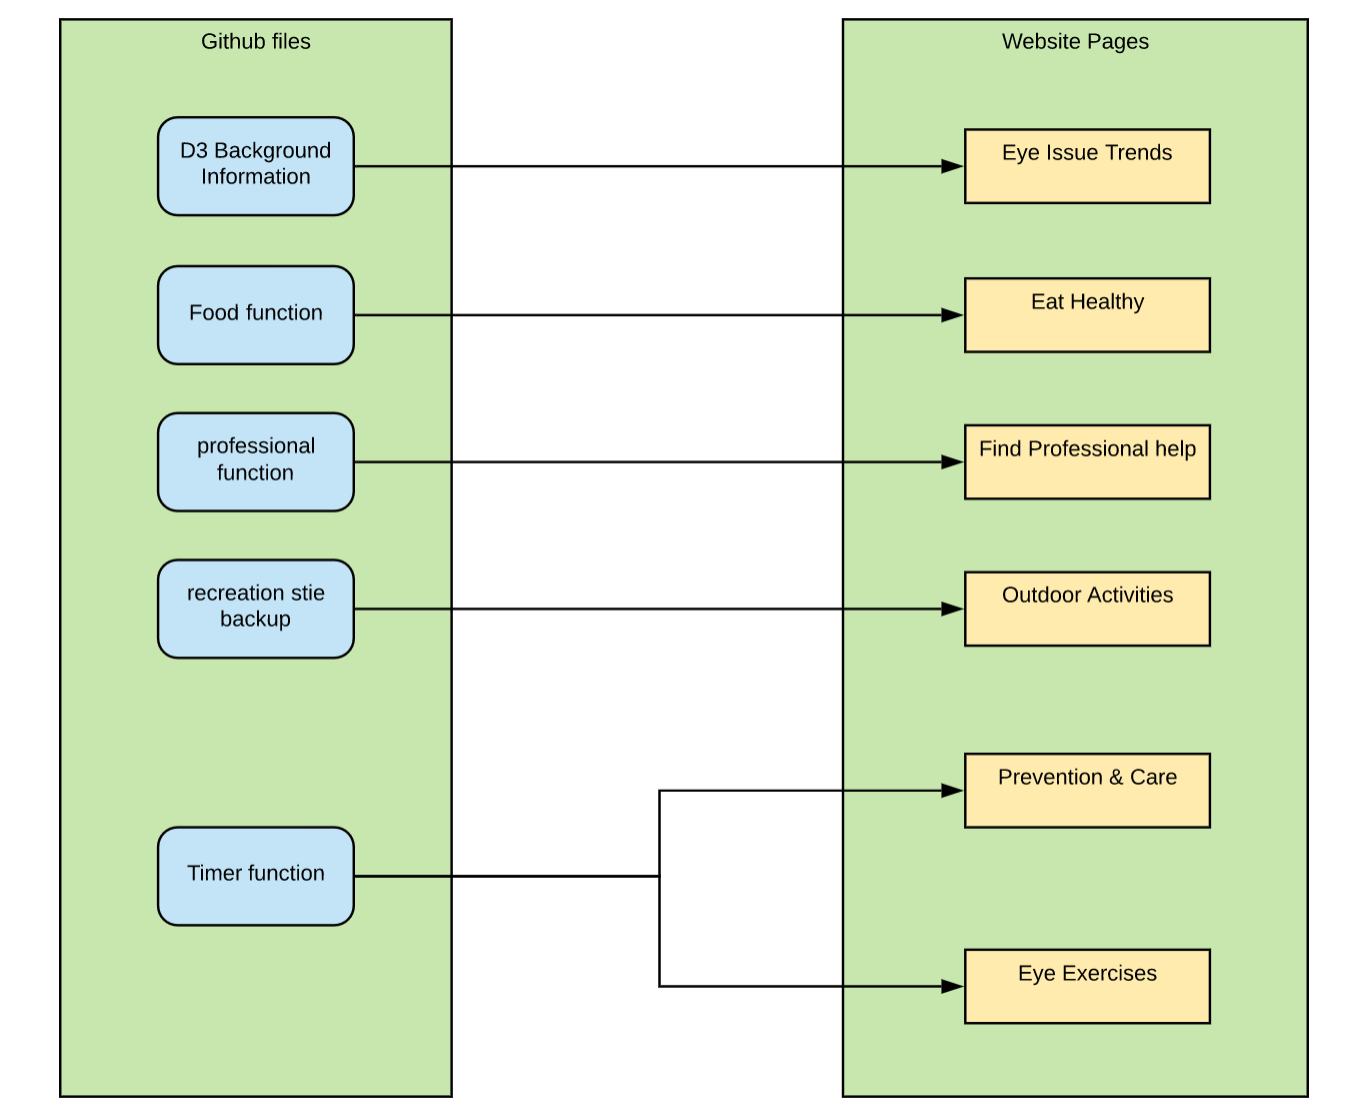 Github files
D3 Background
Information
Food function
professional
function
recreation stie
backup
Timer function
Website Pages
Eye Issue Trends
Eat Healthy
Find Professional help
Outdoor Activities
Prevention & Care
Eye Exercises